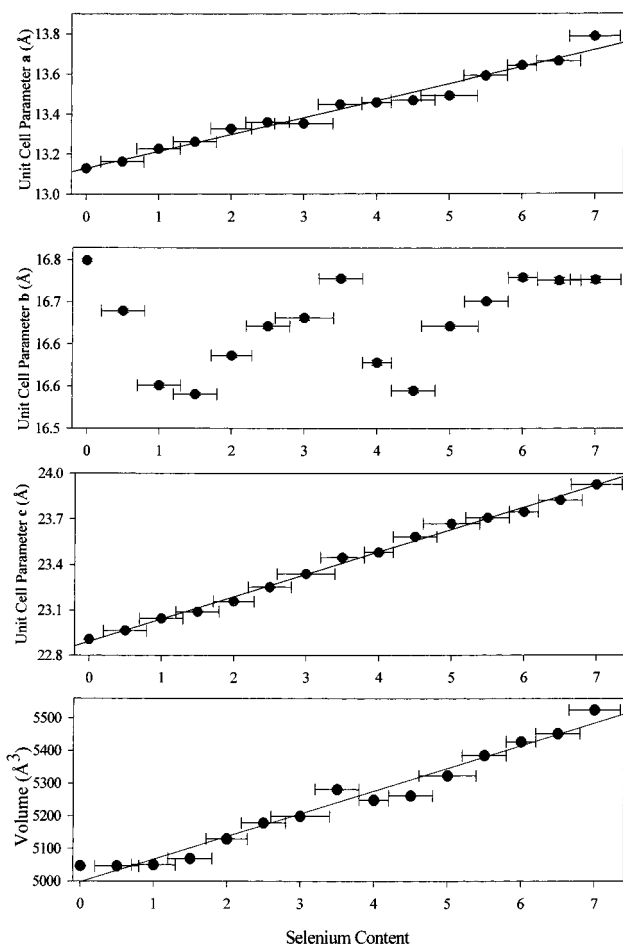 Unit Cell Parameter a (Å)
13.8
13.6
13.4
13.2
13.0
0 1 2 3 4 5 6 7
Unit Cell Parameter b (Å)
16.8
16.7
16.6
16.6
16.5
0 1 2 3 4 5 6 7
Unit Cell Parameter c (Å)
24.0
23.7
23.4
23.1
22.8
0 1 2 3 4 5 6 7
Volume (Å³)
5500
5400
5300
5200
5100
5000
0 1 2 3 4 5 6 7
Selenium Content